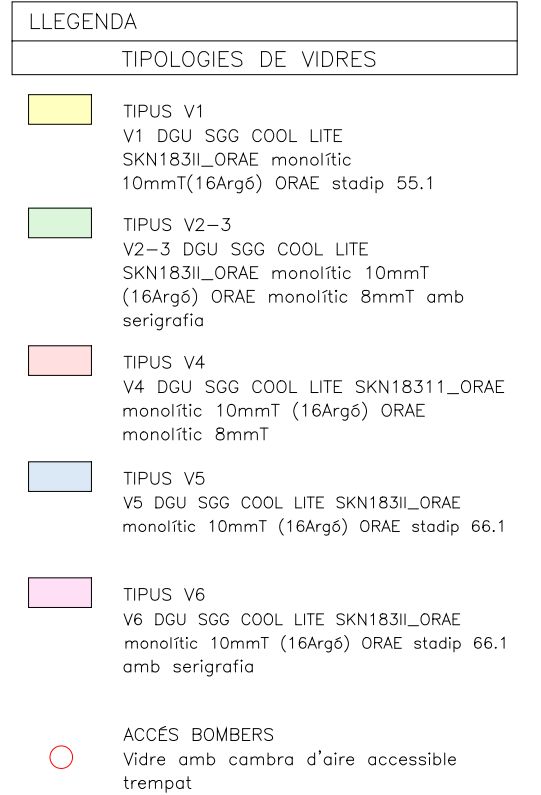 LLEGENDA
TIPOLOGIES DE VIDRES
TIPUS V1
V1 DGU SGG COOL LITE
SKN183II_ORAE monolític
10mmT(16Argó) ORAE stadip 55.1
TIPUS V2-3
V2-3 DGU SGG COOL LITE
SKN183II_ORAE monolític 10mmT
(16Argó) ORAE monolític 8mmT amb
serigrafia
TIPUS V4
V4 DGU SGG COOL LITE SKN18311_ORAE
monolític 10mmT (16Argó) ORAE
monolític 8mmT
TIPUS V5
V5 DGU SGG COOL LITE SKN183II_ORAE
monolític 10mmT (16Argó) ORAE stadip 66.1
TIPUS V6
V6 DGU SGG COOL LITE SKN183II_ORAE
monolític 10mmT (16Argó) ORAE stadip 66.1
amb serigrafia
ACCÉS BOMBERS
Vidre amb cambra d'aire accessible
trempat